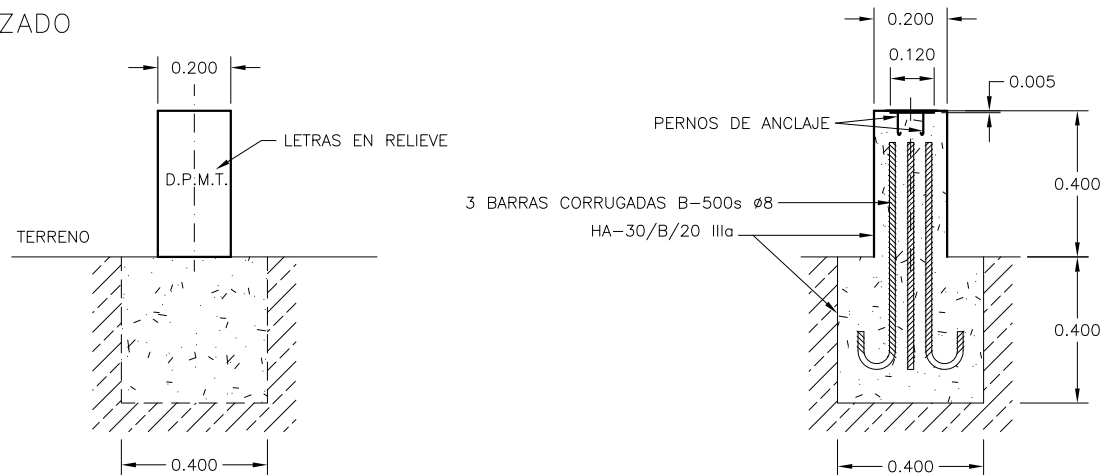 ZADO
0.200
LETRAS EN RELIEVE
D.P.M.T.
TERRENO
0.400
0.200
0.120
0.005
PERNOS DE ANCLAJE
0.400
3 BARRAS CORRUGADAS B-500s ø8
HA-30/B/20 IIIa
0.400
0.400